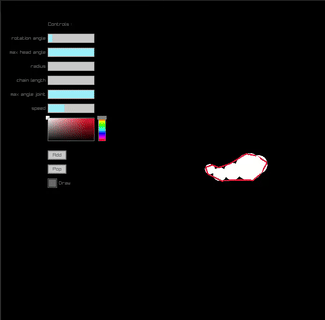 Controls :
rotation angle
max head angle
radius
chain length
max angle joint
speed
Add
Pop
Draw